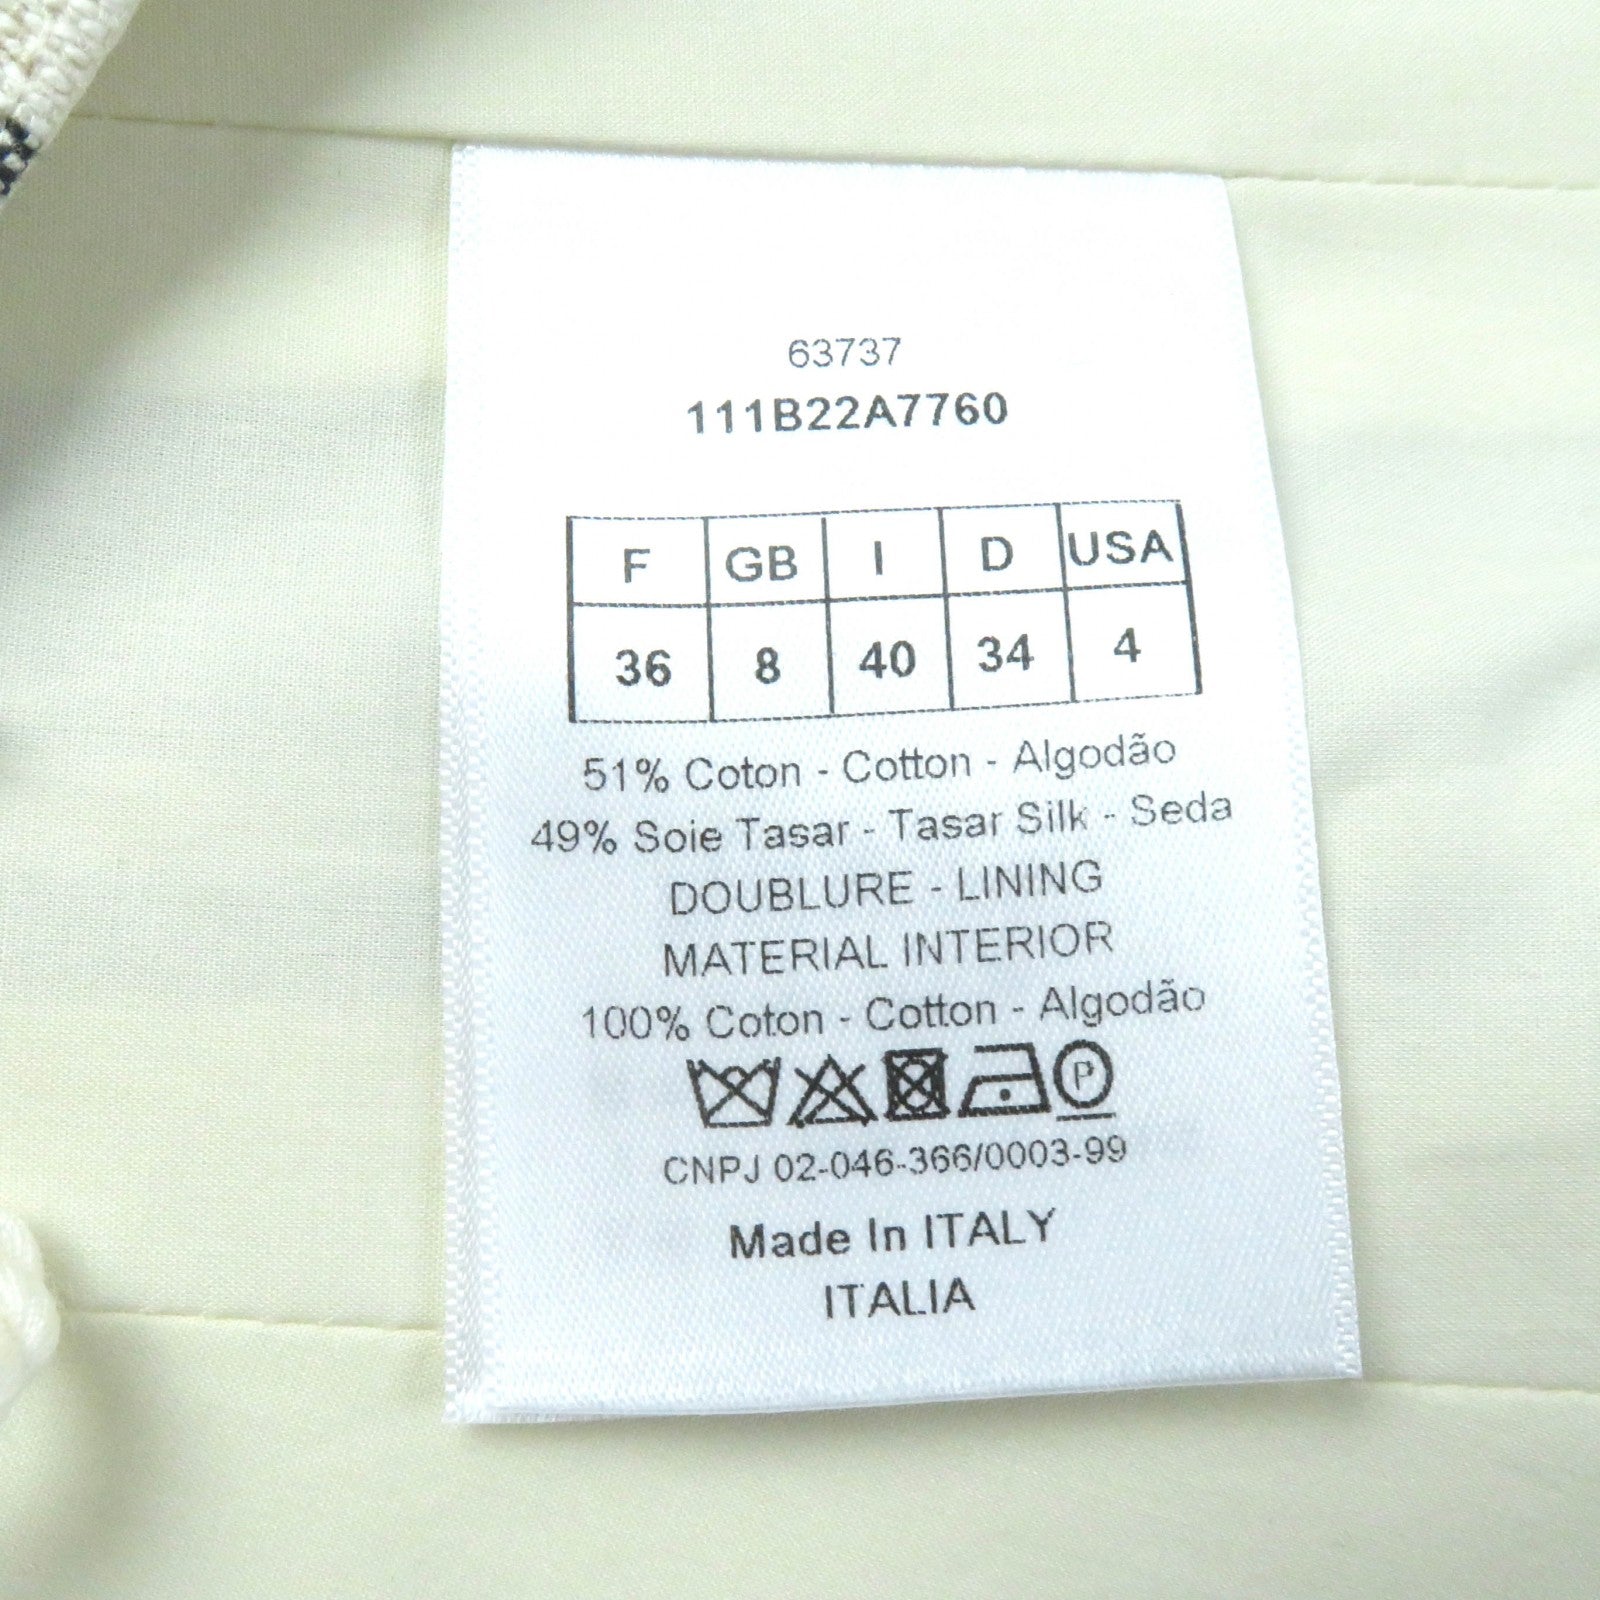 63737
111B22A7760
F GB I D USA
36 8 40 34 4
51% Coton - Cotton - Algodão
49% Soie Tasar - Tasar Silk - Seda
DOUBLURE - LINING
MATERIAL INTERIOR
100% Coton - Cotton - Algodão
P
CNPJ 02-046-366/0003-99
Made In ITALY
ITALIA